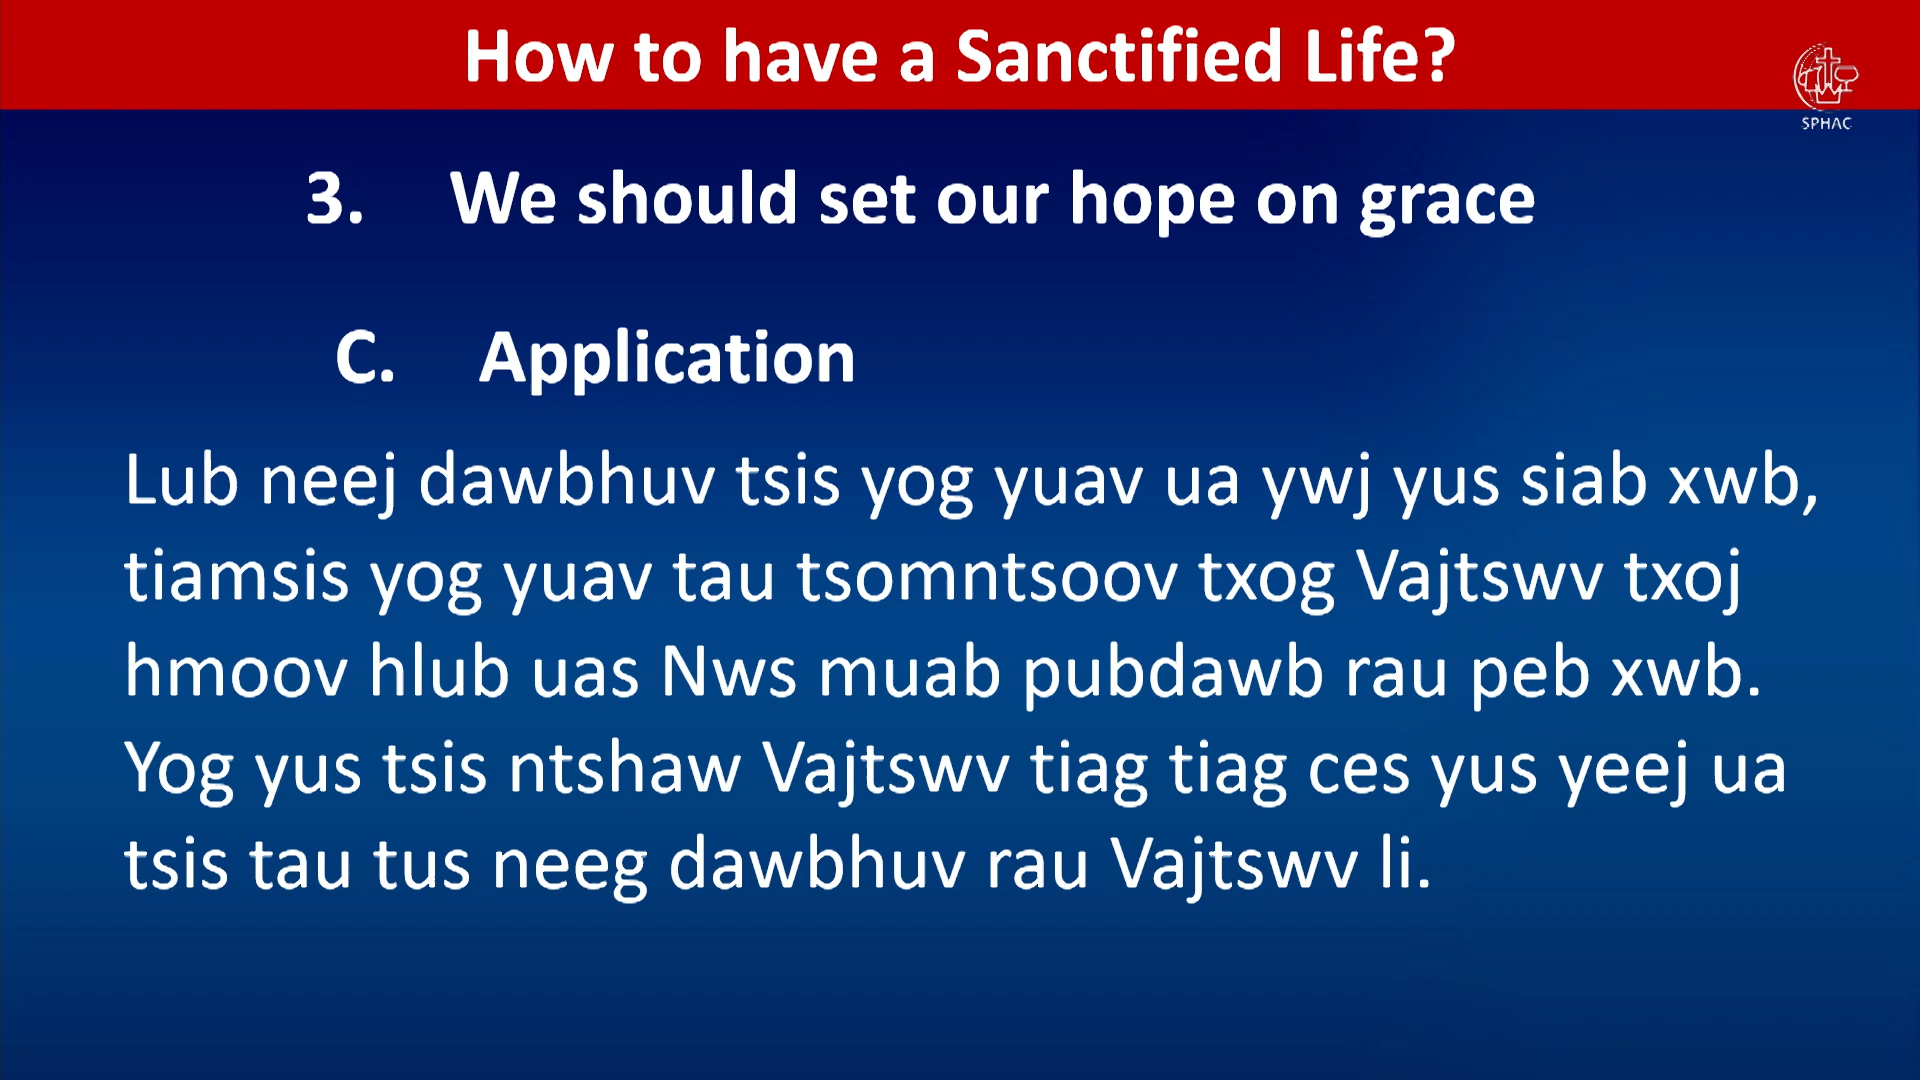 How to have a Sanctified Life?
SPHAC
3. We should set our hope on grace
C. Application
Lub neej dawbhuv tsis yog yuav ua ywj yus siab xwb,
tiamsis yog yuav tau tsomntsoov txog Vajtswv txoj
hmoov hlub uas Nws muab pubdawb rau peb xwb.
Yog yus tsis ntshaw Vajtswv tiag tiag ces yus yeej ua
tsis tau tus neeg dawbhuv rau Vajtswv li.